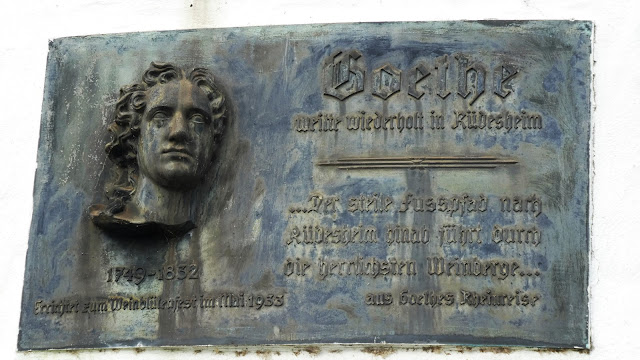 Goethe
weilte wiederholt in Rüdesheim
...Der steile Fusspfad nach
Rüdesheim hinab führt durch
die herrlichsten Weinberge...
aus Goethes Rheinreise
1749-1832
Errichtet zum Weinblütenfest im Mai 1933